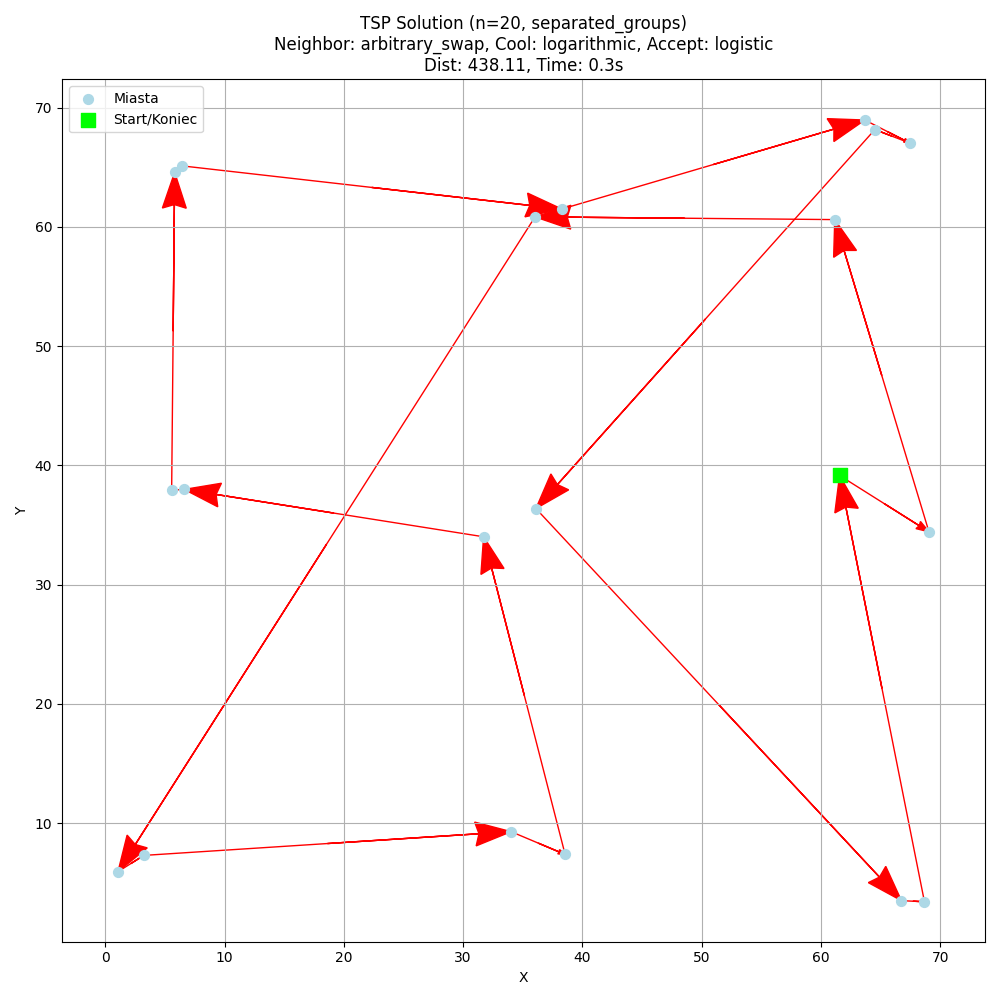 TSP Solution (n=20, separated_groups)
Neighbor: arbitrary_swap, Cool: logarithmic, Accept: logistic
Dist: 438.11, Time: 0.3s
Miasta
Start/Koniec
70
60
50
40
30
20
10
Y
0 10 20 30 40 50 60 70
X